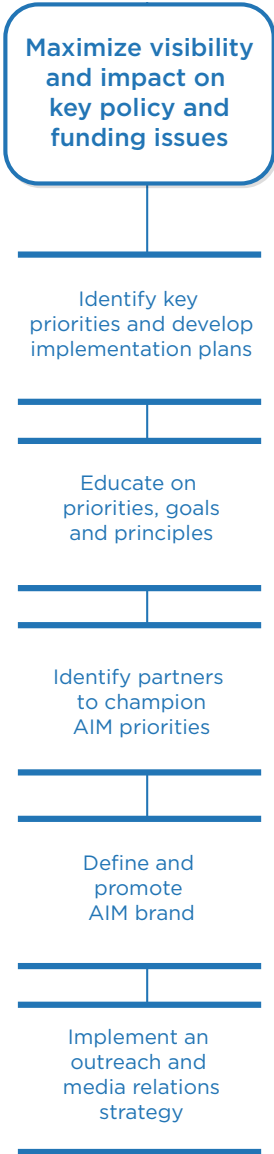 Maximize visibility
and impact on
key policy and
funding issues
Identify key
priorities and develop
implementation plans
Educate on
priorities, goals
and principles
Identify partners
to champion
AIM priorities
Define and
promote
AIM brand
Implement an
outreach and
media relations
strategy